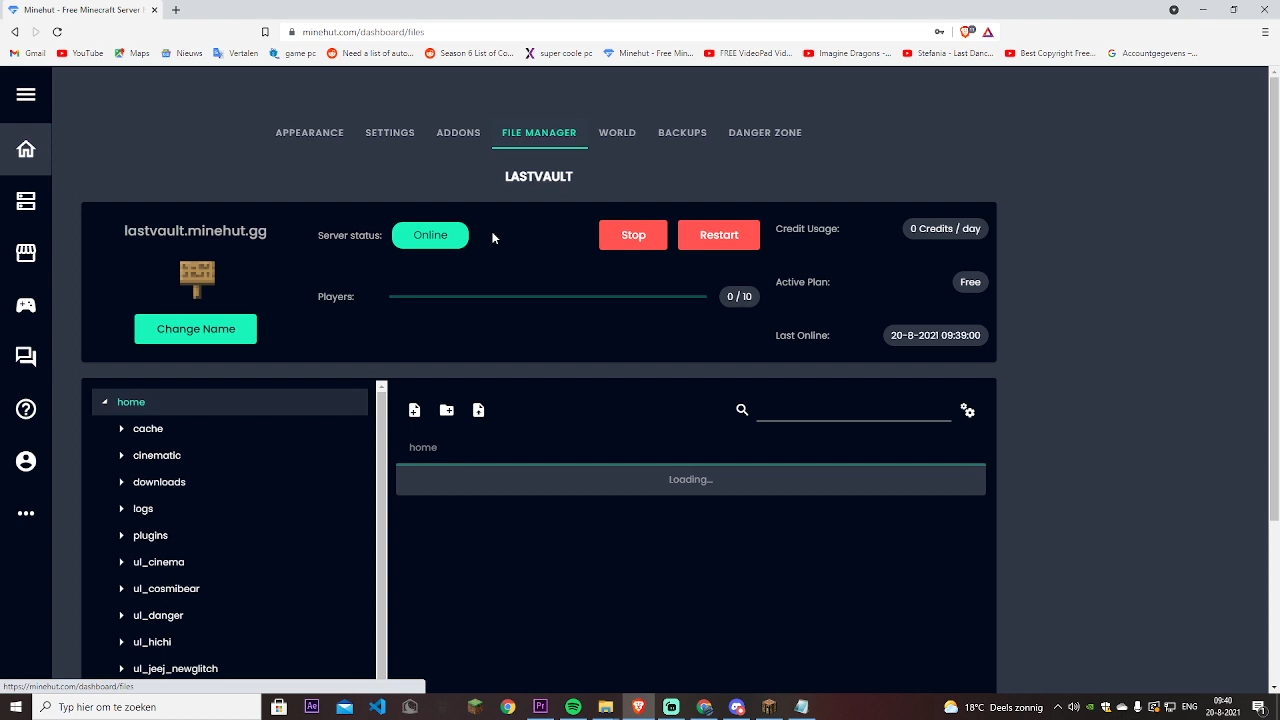 Minehut | Free Minecraft Server
minehut.com/dashboard/files
Gmail YouTube Maps Nieuws Vertalen game pc Need a list of autor... Season 6 List of Co... super coole pc Minehut - Free Min... FREE VideoPad Vid... Imagine Dragons -... Stefania - Last Danc... Best Copyright Free... Accountgegevens -...
APPEARANCE SETTINGS ADDONS FILE MANAGER WORLD BACKUPS DANGER ZONE
LASTVAULT
lastvault.minehut.gg
Server status: Online
Stop Restart
Credit Usage: 0 Credits / day
Players: 0 / 10
Active Plan: Free
Change Name
Last Online: 20-8-2021 09:39:00
home
cache
cinematic
downloads
logs
plugins
ul_cinema
ul_cosmibear
ul_danger
ul_hichi
ul_jeej_newglitch
home
Loading...
https://minehut.com/dashboard/files
Typ hier om te zoeken
18°C Deels zonnig
09:40
20-8-2021